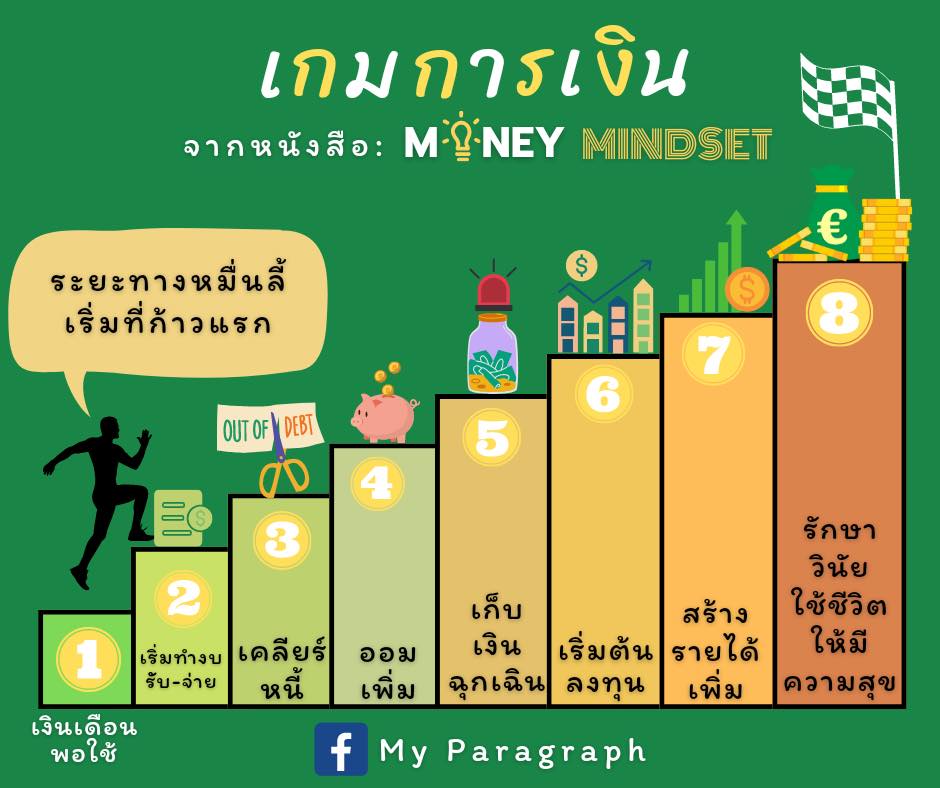 เกมการเงิน
จากหนังสือ: MONEY MINDSET
ระยะทางหมื่นลี้
เริ่มที่ก้าวแรก
OUT OF DEBT
1
เงินเดือน
พอใช้
2
เริ่มทำงบ
รับ-จ่าย
3
เคลียร์
หนี้
4
ออม
เพิ่ม
5
เก็บ
เงิน
ฉุกเฉิน
$
6
เริ่มต้น
ลงทุน
$
7
สร้าง
รายได้
เพิ่ม
€
8
รักษา
วินัย
ใช้ชีวิต
ให้มี
ความสุข
$
f My Paragraph